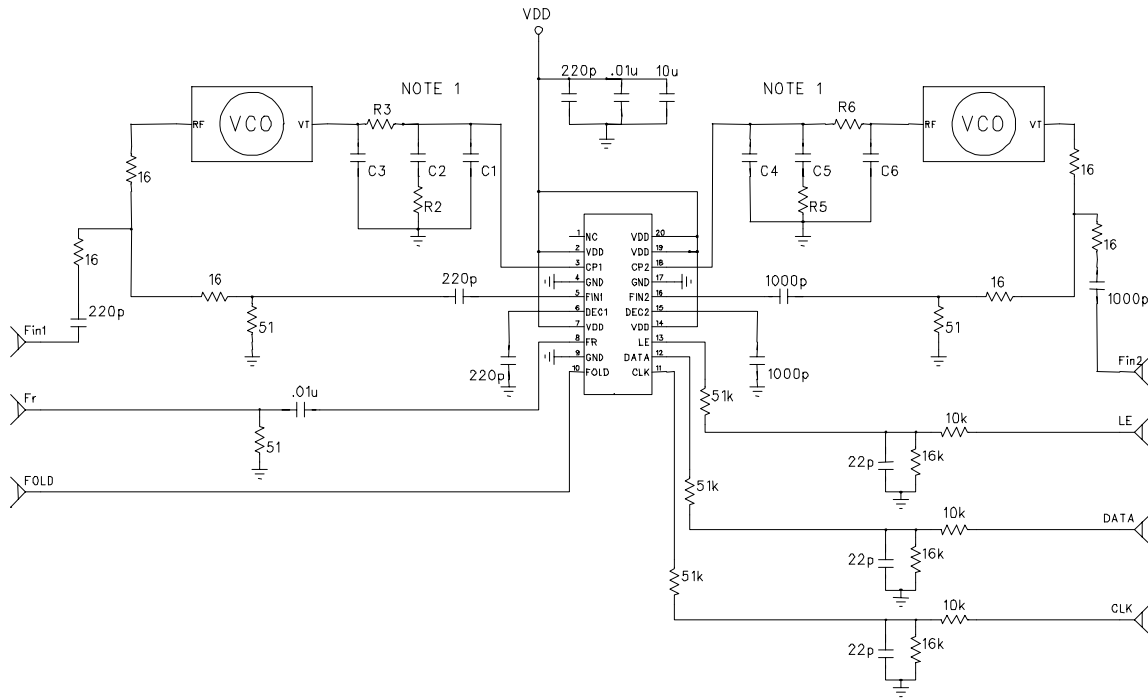 VDD
220p .01u 10u
NOTE 1
NOTE 1
RF VCO VT
R3
C3 C2 C1
R2
R6
RF VCO VT
C4 C5 C6
R5
16
16
220p
Fin1
16
51
220p
16
16
1000p
Fin2
16
51
1000p
1 NC VDD 20
2 VDD VDD 19
3 CP1 CP2 18
4 GND GND 17
5 FIN1 FIN2 16
6 DEC1 DEC2 15
7 VDD VDD 14
8 FR LE 13
9 GND DATA 12
10 FOLD CLK 11
220p
1000p
Fr
.01u
51
FOLD
51k
10k
LE
22p
16k
51k
10k
DATA
22p
16k
51k
10k
CLK
22p
16k